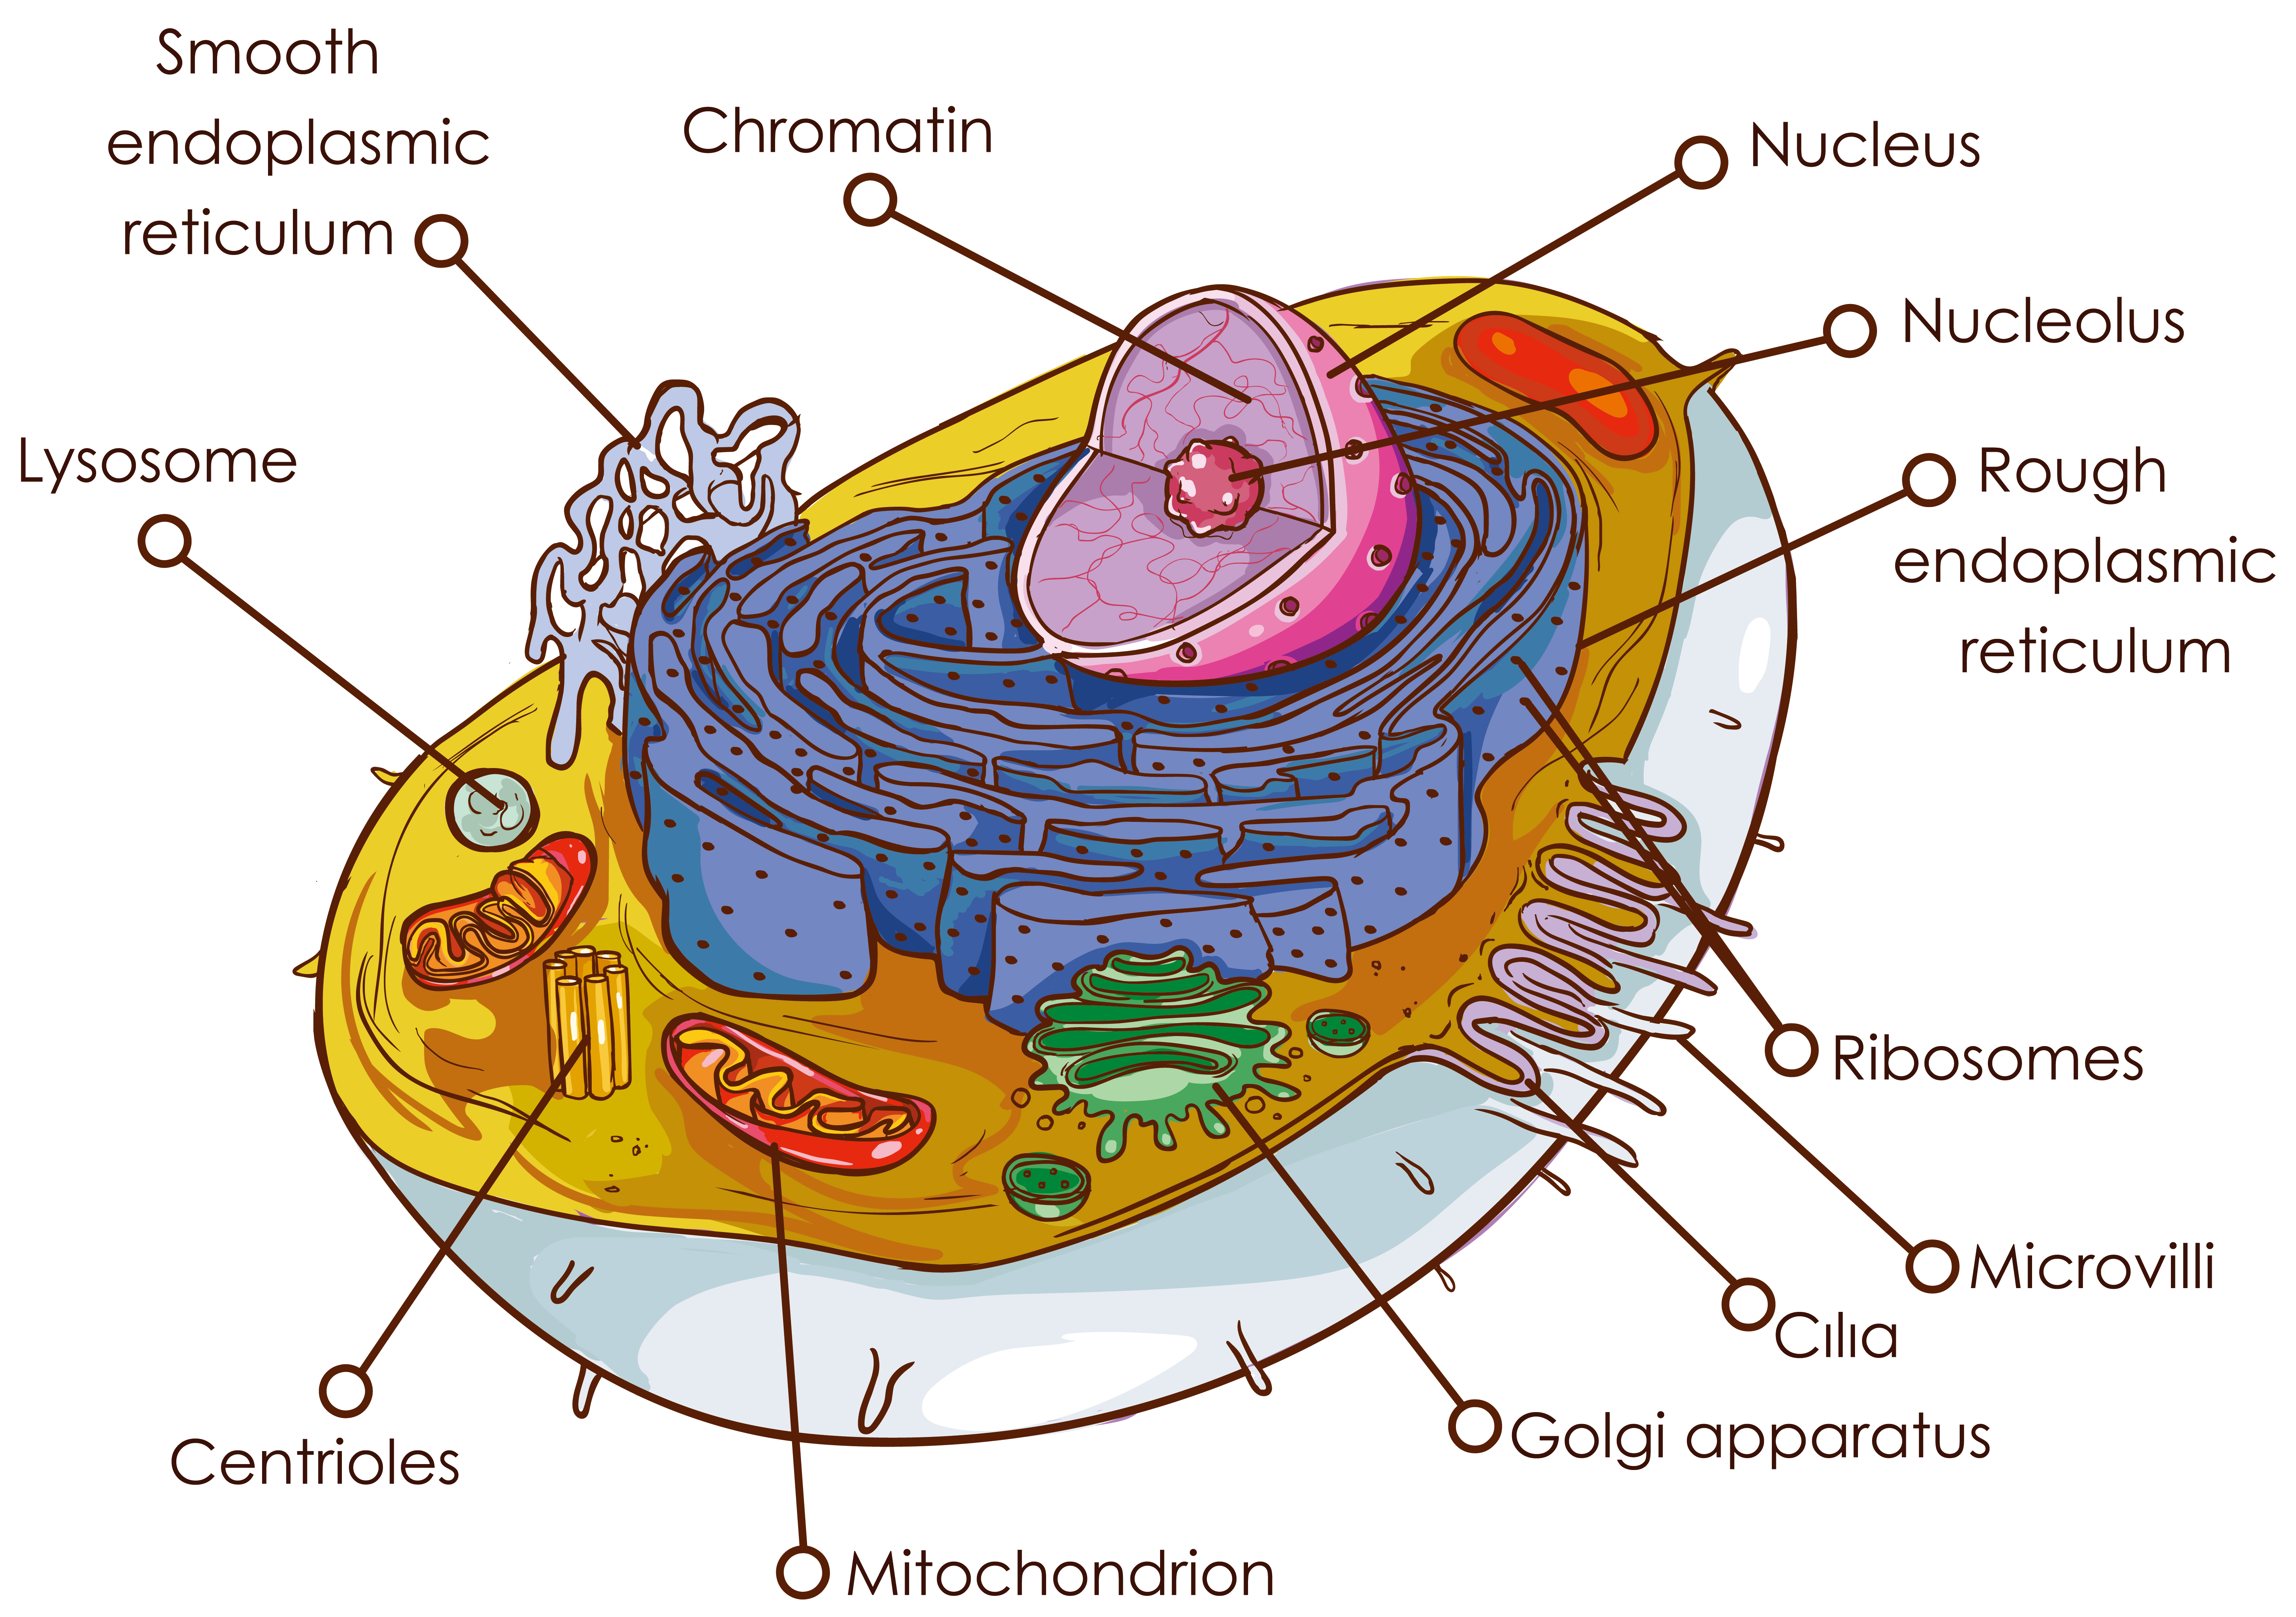 Smooth
endoplasmic
reticulum
Chromatin
Nucleus
Nucleolus
Lysosome
Rough
endoplasmic
reticulum
Ribosomes
Microvilli
Cılıa
Golgi apparatus
Centrioles
Mitochondrion